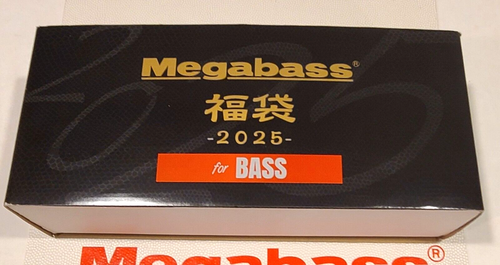 Megabass®
福袋
-2025-
for BASS
Megabass®